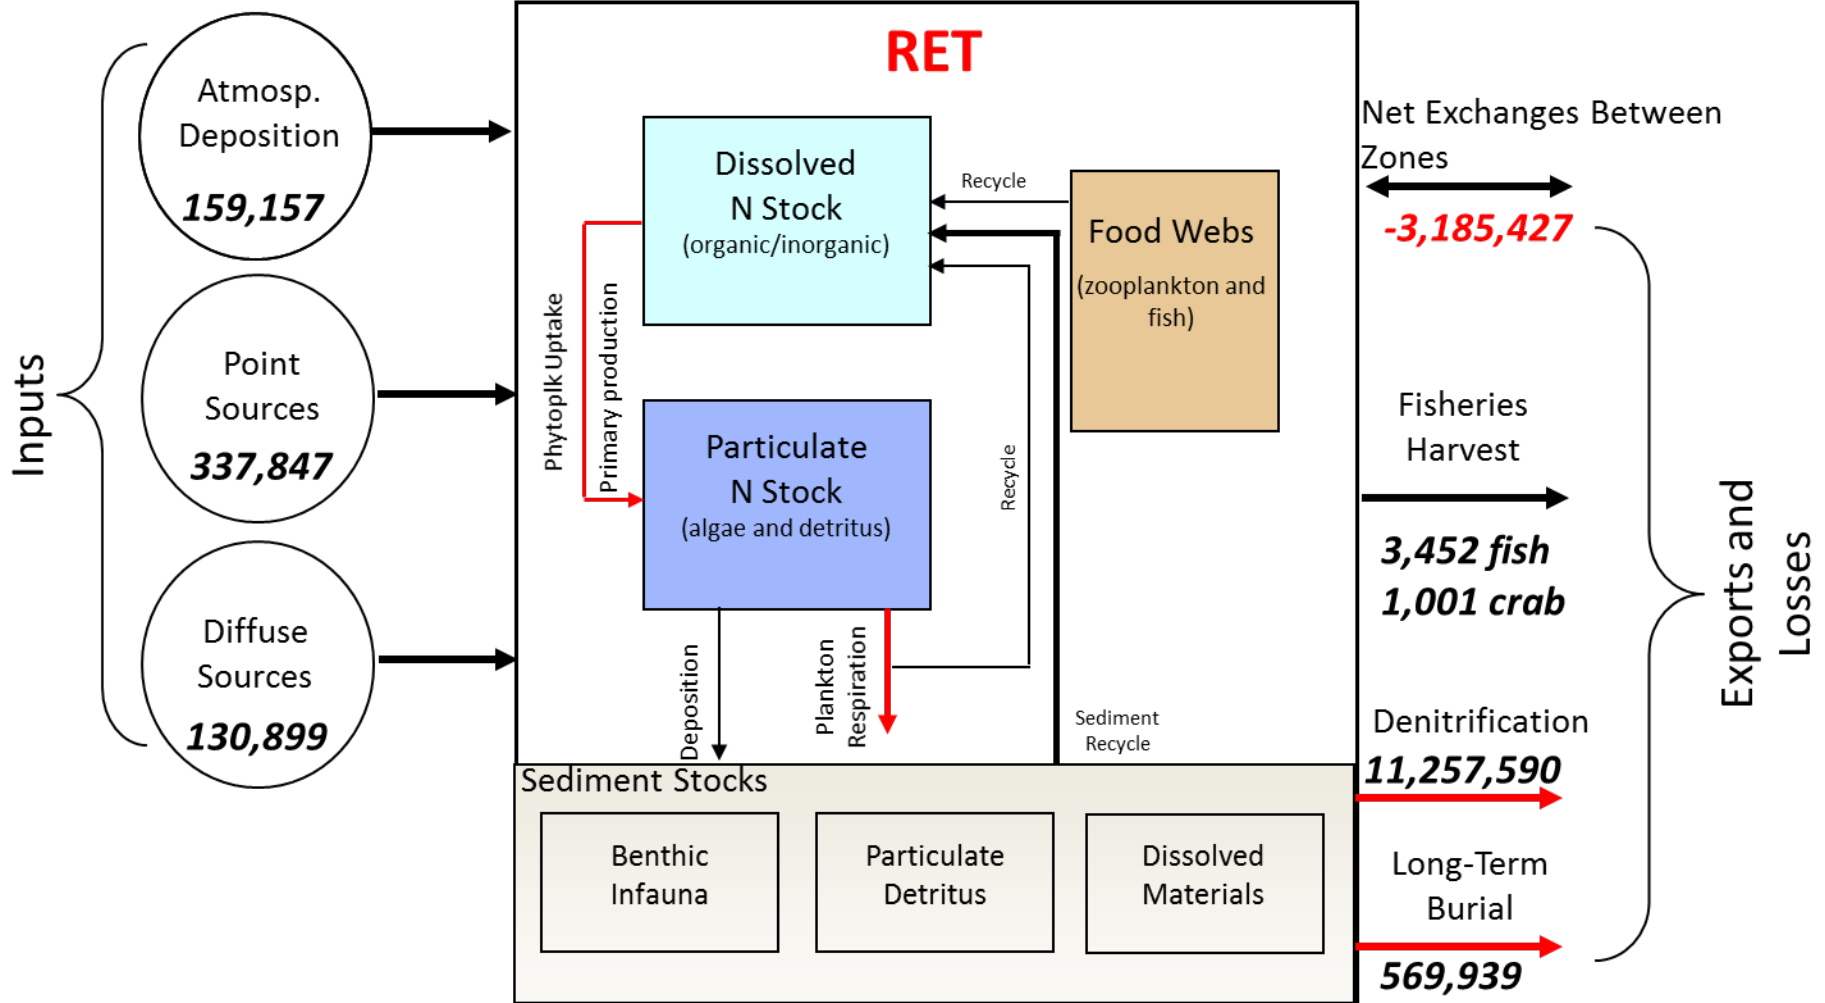 RET
Inputs
Atmosp.
Deposition
159,157
Point
Sources
337,847
Diffuse
Sources
130,899
Dissolved
N Stock
(organic/inorganic)
Recycle
Food Webs
(zooplankton and
fish)
Phytoplk Uptake
Primary production
Particulate
N Stock
(algae and detritus)
Recycle
Deposition
Plankton
Respiration
Sediment
Recycle
Sediment Stocks
Benthic
Infauna
Particulate
Detritus
Dissolved
Materials
Net Exchanges Between
Zones
-3,185,427
Fisheries
Harvest
3,452 fish
1,001 crab
Denitrification
11,257,590
Long-Term
Burial
569,939
Exports and
Losses